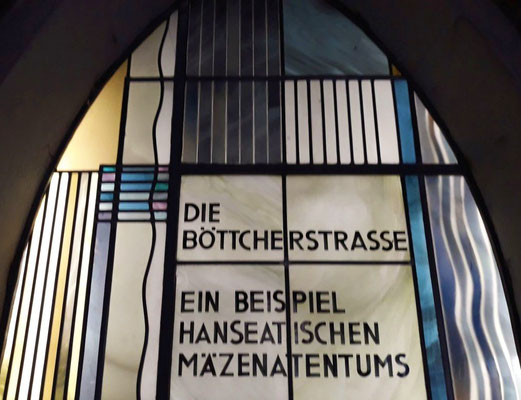 DIE
BÖTTCHERSTRASSE
EIN BEISPIEL
HANSEATISCHEN
MÄZENATENTUMS